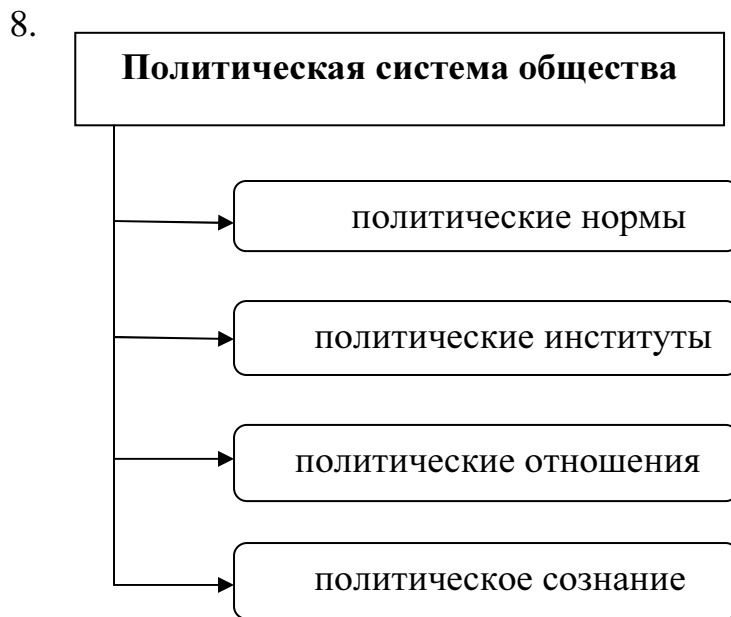 8.
Политическая система общества
политические нормы
политические институты
политические отношения
политическое сознание